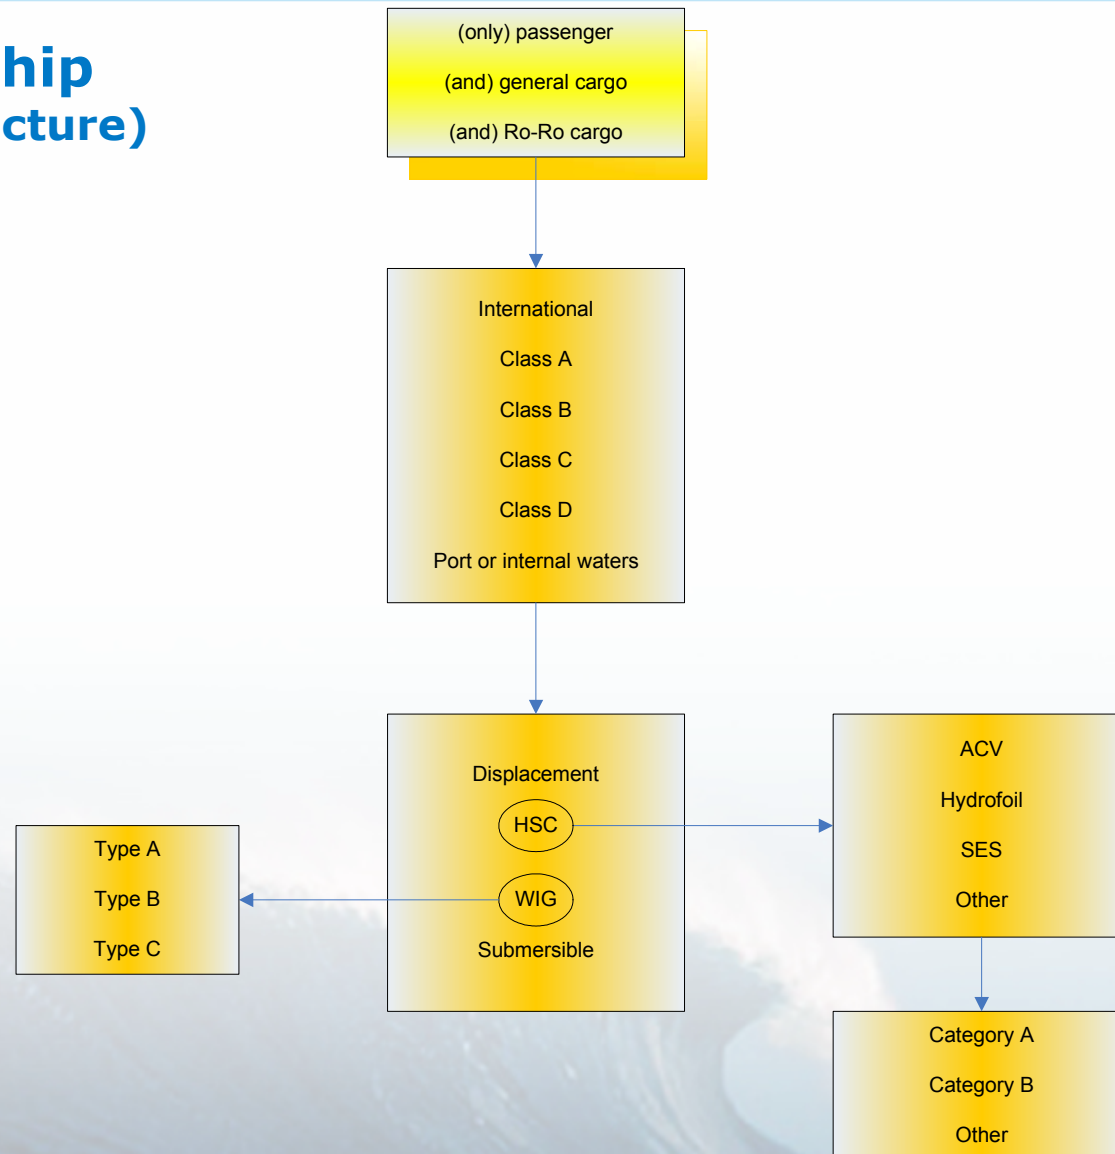 hip
cture)
(only) passenger
(and) general cargo
(and) Ro-Ro cargo
International
Class A
Class B
Class C
Class D
Port or internal waters
Displacement
HSC
WIG
Submersible
Type A
Type B
Type C
ACV
Hydrofoil
SES
Other
Category A
Category B
Other